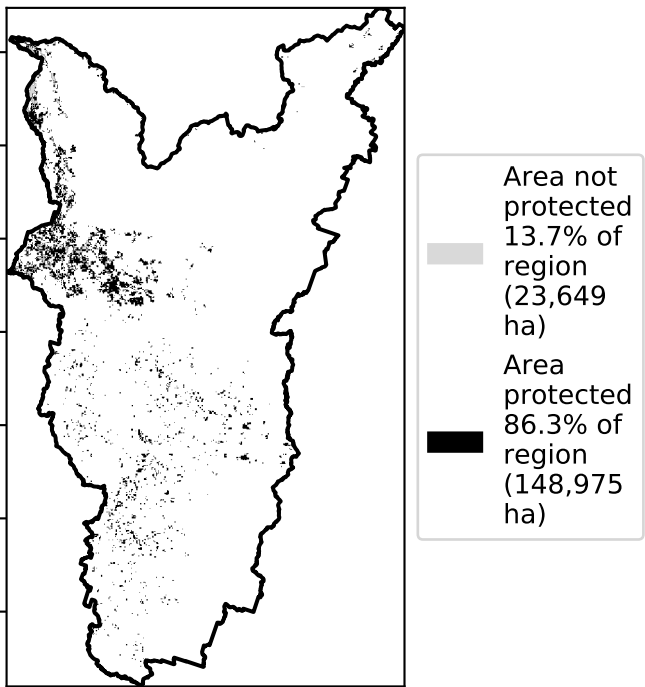 Area not
protected
13.7% of
region
(23,649
ha)
Area
protected
86.3% of
region
(148,975
ha)